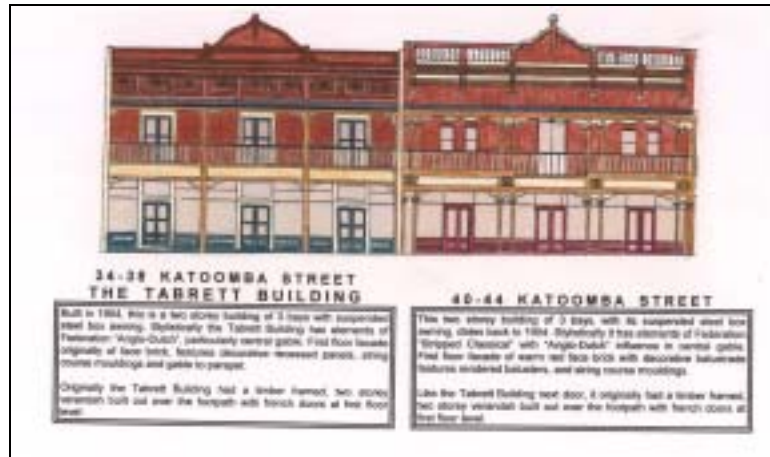 34-38 KATOOMBA STREET
THE TABRETT BUILDING
Built in 1904, this is a two storey building of 3 bays with suspended
steel box awning. Stylistically the Tabrett Building has elements of
Federation "Anglo-Dutch", particularly central gable. First floor facade
originally of face brick, features decorative recessed panels, string
course mouldings and gable to parapet.
Originally the Tabrett Building had a timber framed, two storey
verandah built out over the footpath with french doors at first floor
level.
40-44 KATOOMBA STREET
This two storey building of 3 bays, with its suspended steel box
awning, dates back to 1904. Stylistically it has elements of Federation
"Stripped Classical" with "Anglo-Dutch" influence in central gable.
First floor facade of warm red face brick with decorative balustrade
features rendered balusters, and string course mouldings.
Like the Tabrett Building next door, it originally had a timber framed,
two storey verandah built out over the footpath with french doors at
first floor level.